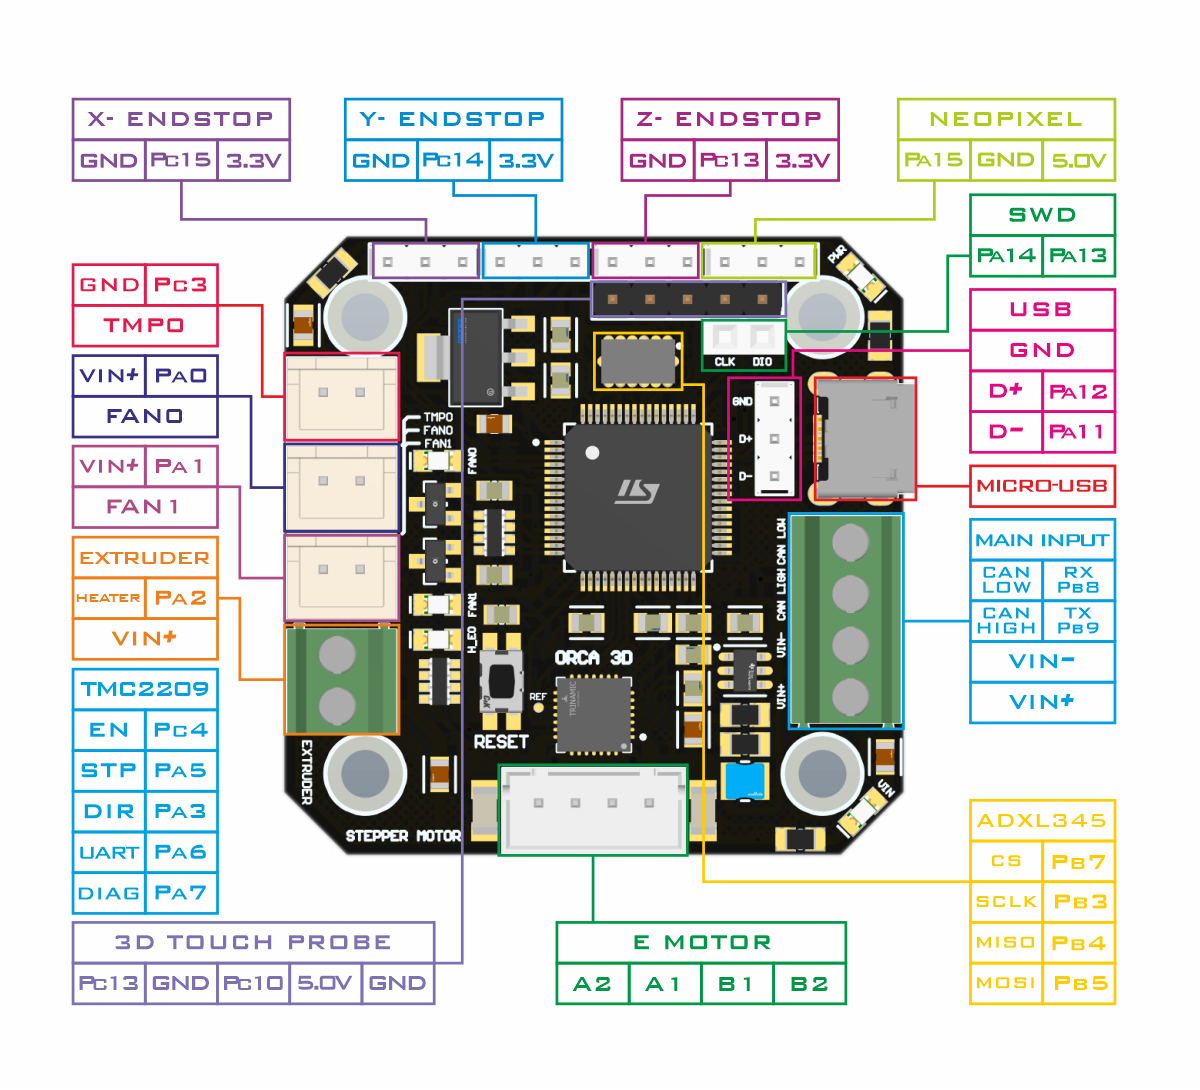 X- ENDSTOP
GND PC15 3.3V
Y- ENDSTOP
GND PC14 3.3V
Z- ENDSTOP
GND PC13 3.3V
NEOPIXEL
PA15 GND 5.0V
SWD
PA14 PA13
USB
GND
D+ PA12
D- PA11
MICRO-USB
MAIN INPUT
CAN LOW RX PB8
CAN HIGH TX PB9
VIN-
VIN+
ADXL345
CS PB7
SCLK PB3
MISO PB4
MOSI PB5
GND PC3
TMP0
VIN+ PA0
FAN0
VIN+ PA1
FAN 1
EXTRUDER
HEATER PA2
VIN+
TMC2209
EN PC4
STP PA5
DIR PA3
UART PA6
DIAG PA7
3D TOUCH PROBE
PC13 GND PC10 5.0V GND
E MOTOR
A2 A1 B1 B2
PWR
CLK DIO
GND
D+
D-
TMP0
FAN0
FAN1
FAN0
FAN1
H_E0
CAN LOW
CAN LIGH
VIN-
VIN+
ORCA 3D
REF
TRINAMIC
RESET
EXTRUDER
STEPPER MOTOR
VIN